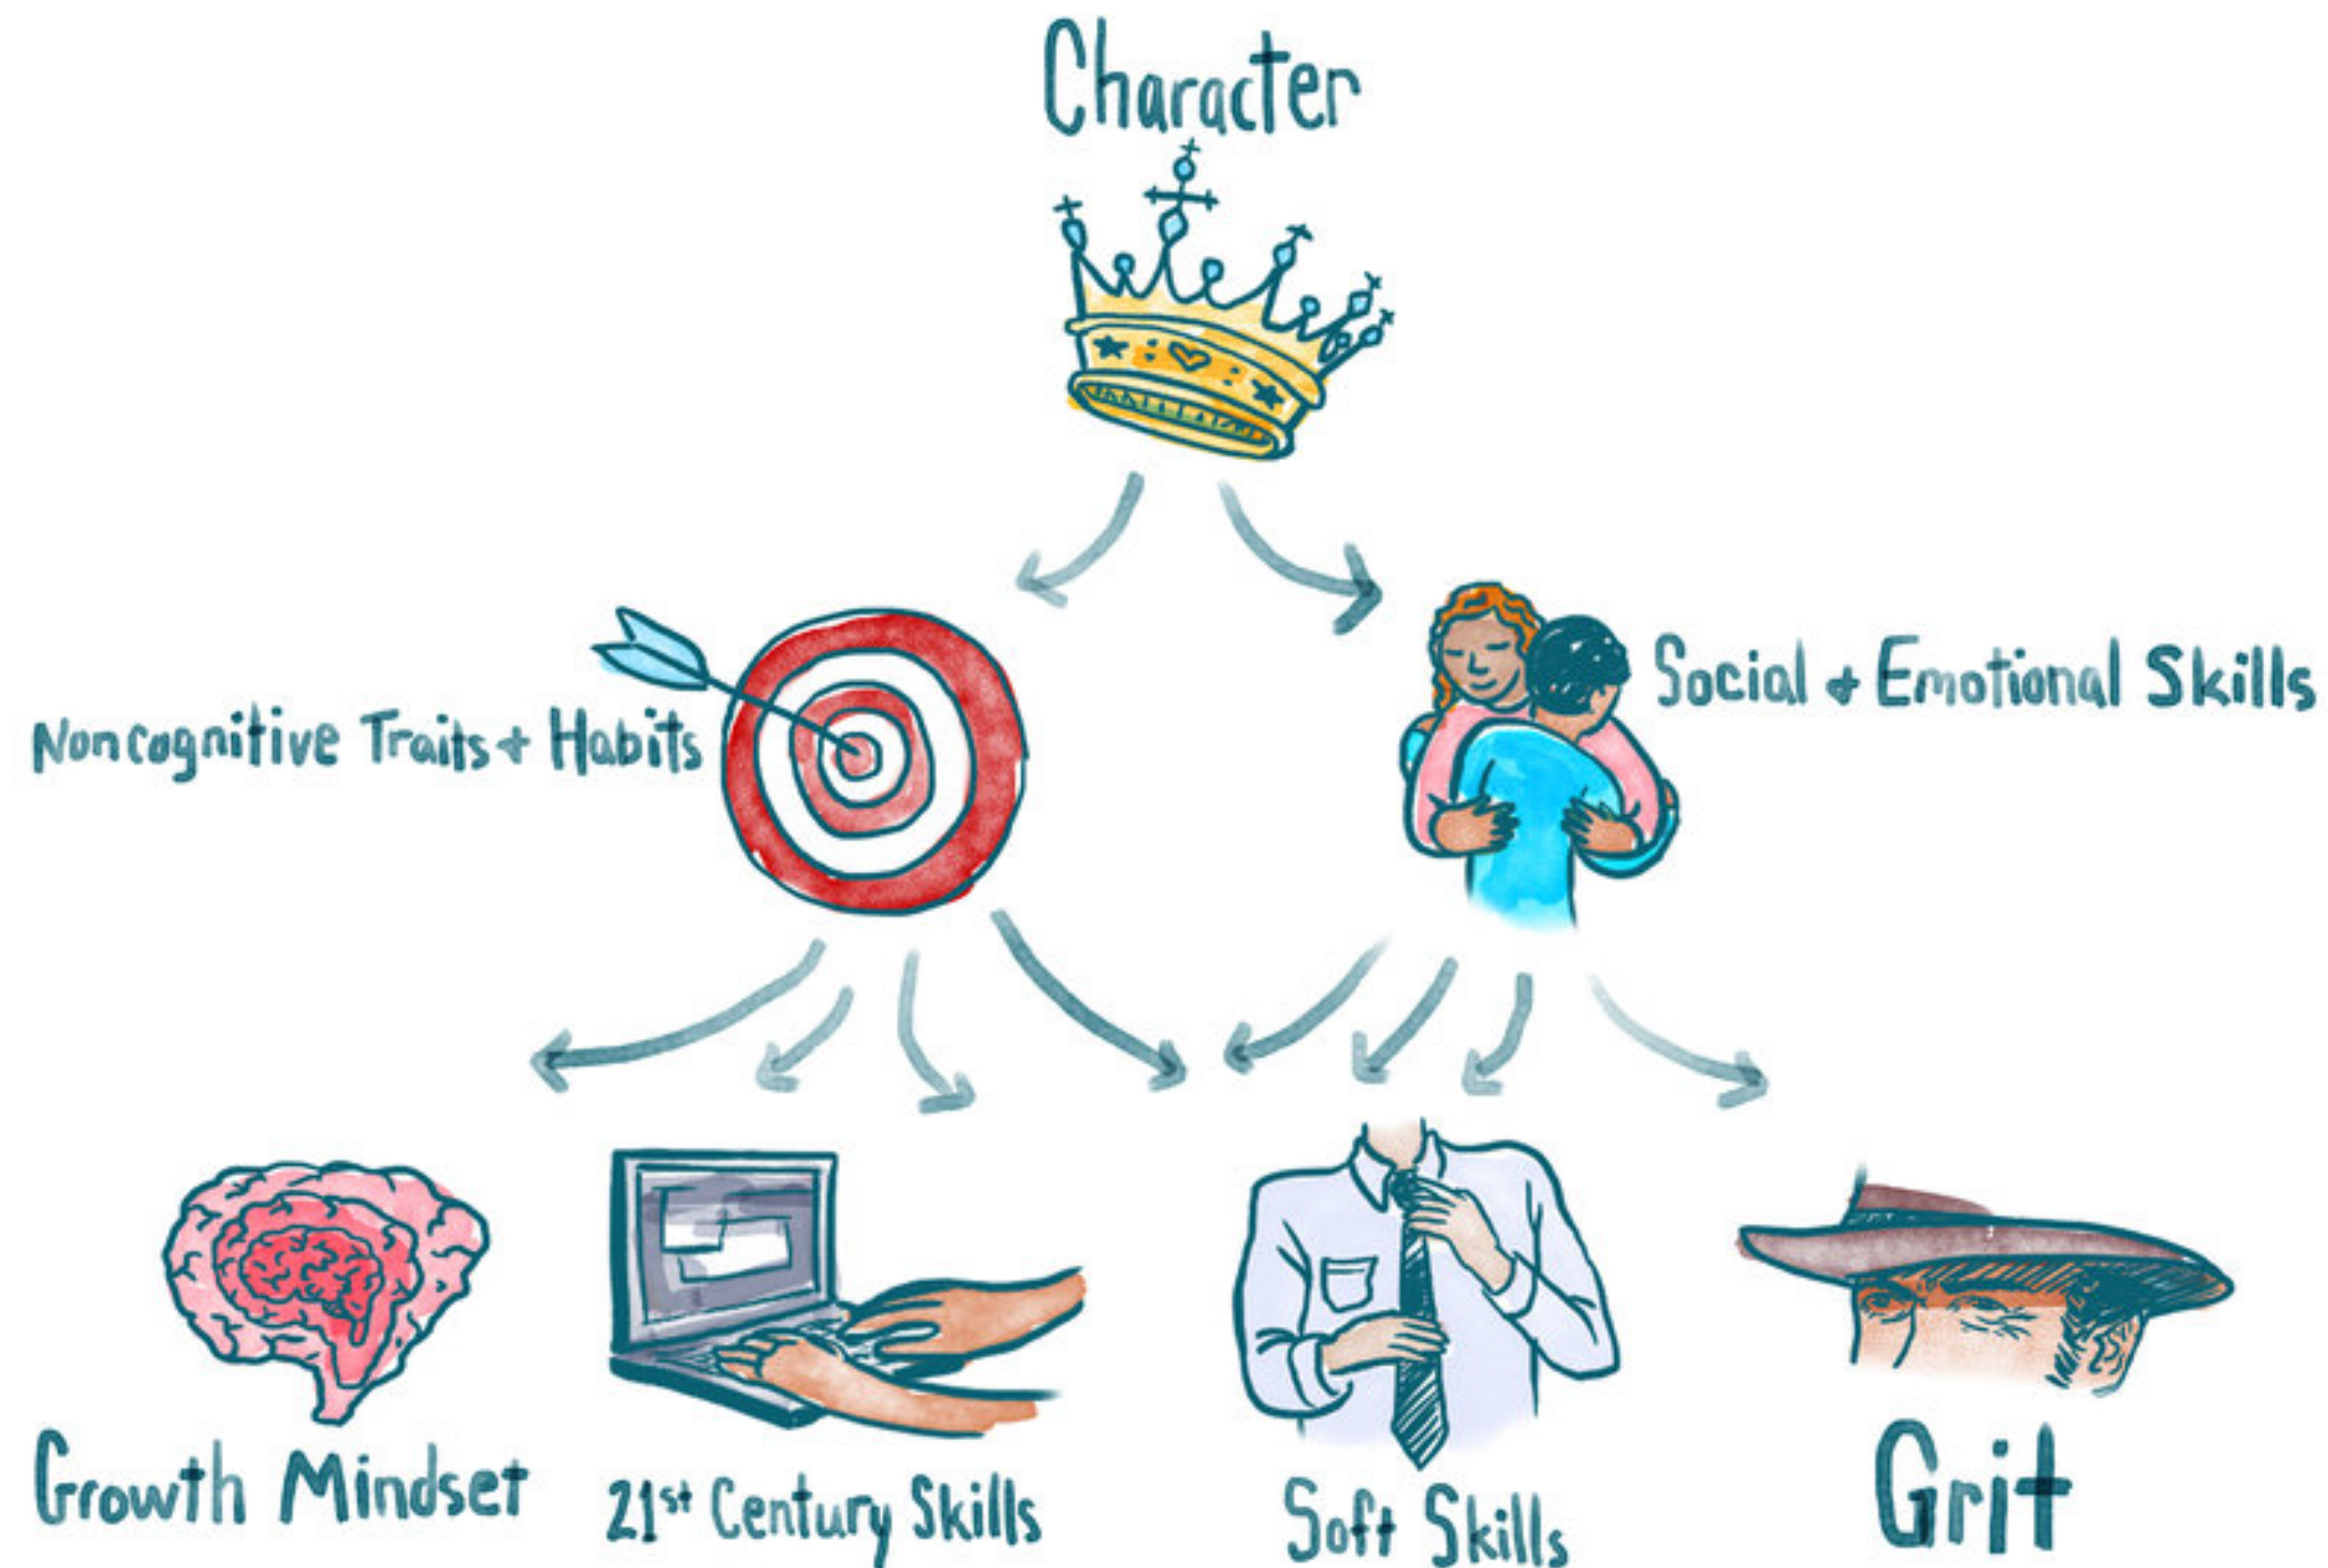 Character
Noncognitive Traits + Habits
Social + Emotional Skills
Growth Mindset
21st Century Skills
Soft Skills
Grit